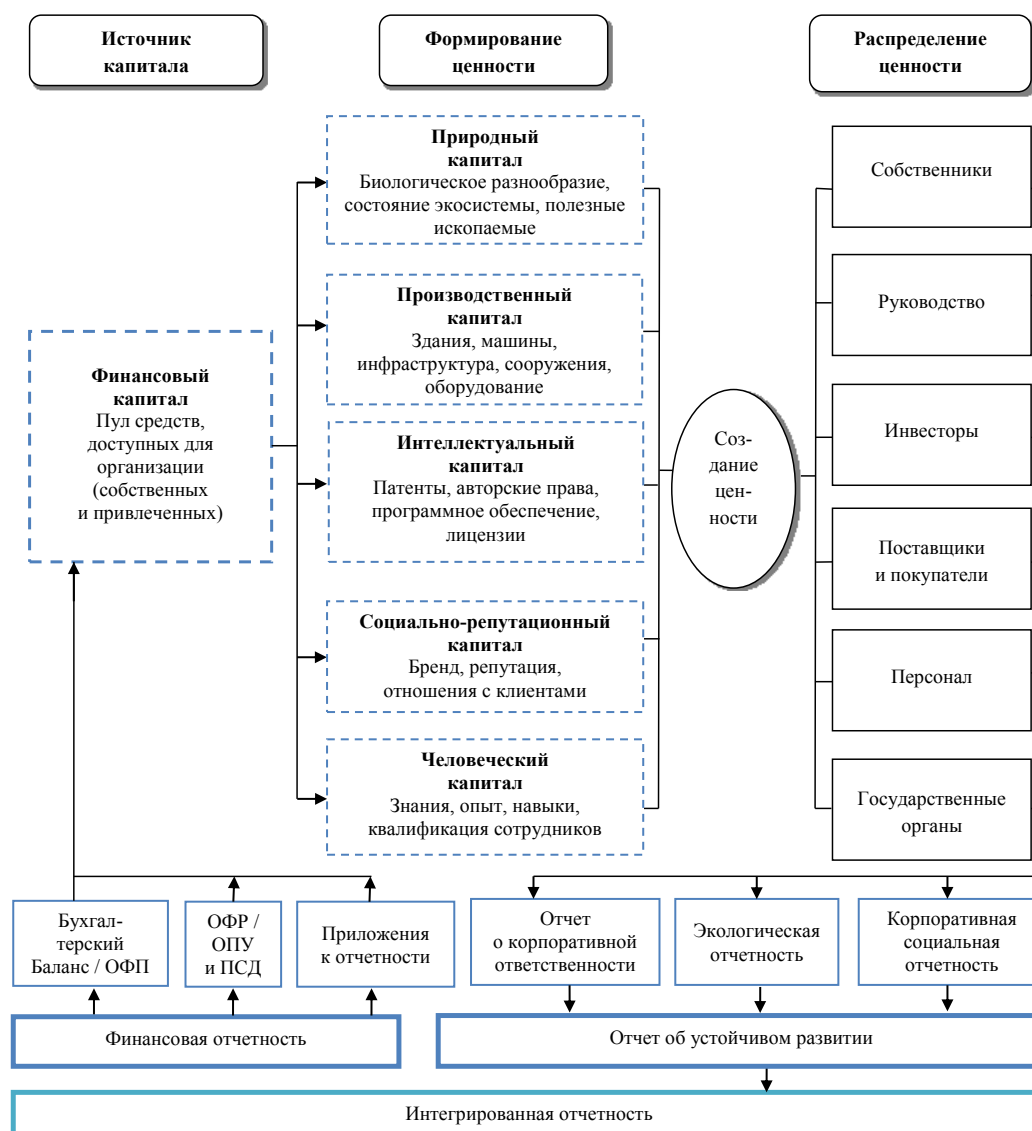 Источник
капитала
Формирование
ценности
Распределение
ценности
Финансовый
капитал
Пул средств,
доступных для
организации
(собственных
и привлеченных)
Природный
капитал
Биологическое разнообразие,
состояние экосистемы, полезные
ископаемые
Производственный
капитал
Здания, машины,
инфраструктура, сооружения,
оборудование
Интеллектуальный
капитал
Патенты, авторские права,
программное обеспечение,
лицензии
Социально-репутационный
капитал
Бренд, репутация,
отношения с клиентами
Человеческий
капитал
Знания, опыт, навыки,
квалификация сотрудников
Соз-
дание
цен-
ности
Собственники
Руководство
Инвесторы
Поставщики
и покупатели
Персонал
Государственные
органы
Бухгал-
терский
Баланс / ОФП
ОФР /
ОПУ
и ПСД
Приложения
к отчетности
Отчет
о корпоративной
ответственности
Экологическая
отчетность
Корпоративная
социальная
отчетность
Финансовая отчетность
Отчет об устойчивом развитии
Интегрированная отчетность